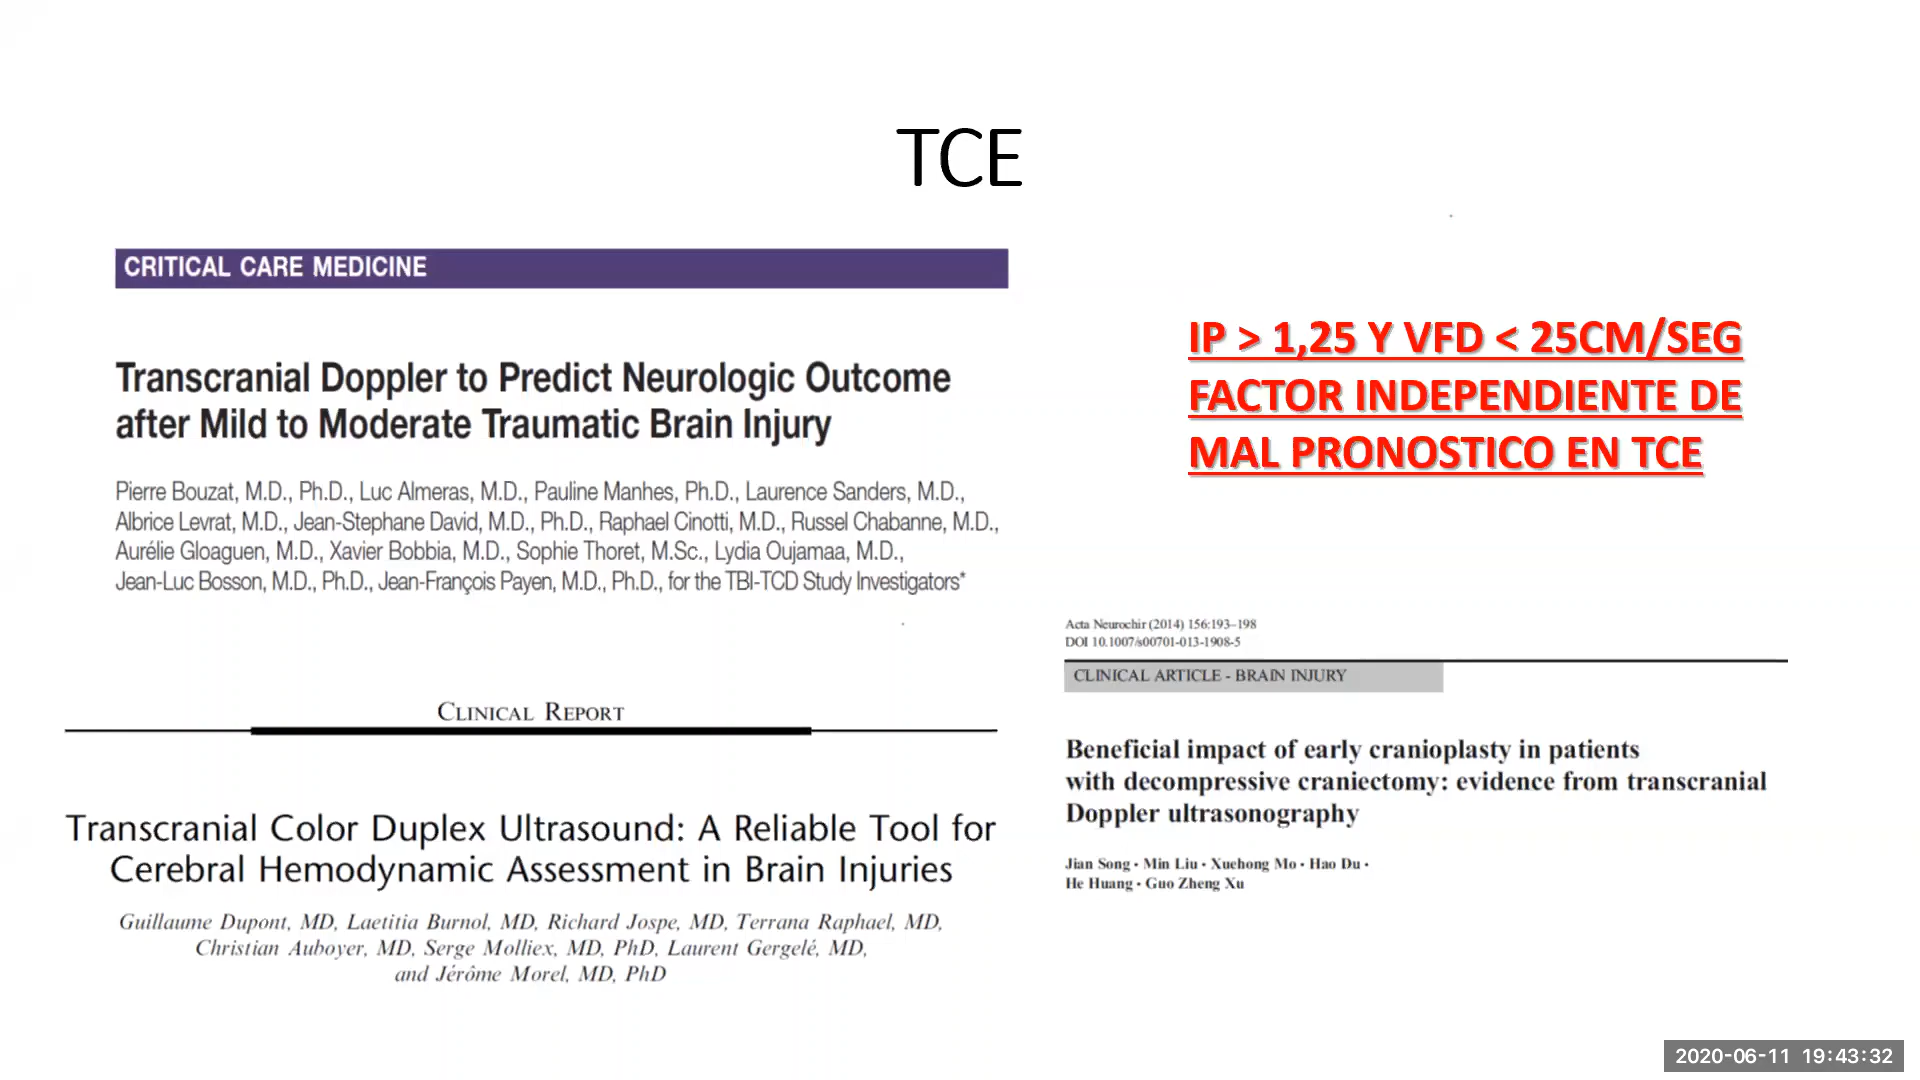 TCE
CRITICAL CARE MEDICINE
Transcranial Doppler to Predict Neurologic Outcome
after Mild to Moderate Traumatic Brain Injury
Pierre Bouzat, M.D., Ph.D., Luc Almeras, M.D., Pauline Manhes, Ph.D., Laurence Sanders, M.D.,
Albrice Levrat, M.D., Jean-Stephane David, M.D., Ph.D., Raphael Cinotti, M.D., Russel Chabanne, M.D.,
Aurélie Gloaguen, M.D., Xavier Bobbia, M.D., Sophie Thoret, M.Sc., Lydia Oujamaa, M.D.,
Jean-Luc Bosson, M.D., Ph.D., Jean-François Payen, M.D., Ph.D., for the TBI-TCD Study Investigators*
CLINICAL REPORT
Transcranial Color Duplex Ultrasound: A Reliable Tool for
Cerebral Hemodynamic Assessment in Brain Injuries
Guillaume Dupont, MD, Laetitia Burnol, MD, Richard Jospe, MD, Terrana Raphael, MD,
Christian Auboyer, MD, Serge Molliex, MD, PhD, Laurent Gergelé, MD,
and Jérôme Morel, MD, PhD
IP > 1,25 Y VFD < 25CM/SEG
FACTOR INDEPENDIENTE DE
MAL PRONOSTICO EN TCE
Acta Neurochir (2014) 156:193–198
DOI 10.1007/s00701-013-1908-5
CLINICAL ARTICLE - BRAIN INJURY
Beneficial impact of early cranioplasty in patients
with decompressive craniectomy: evidence from transcranial
Doppler ultrasonography
Jian Song • Min Liu • Xuehong Mo • Hao Du •
He Huang • Guo Zheng Xu
2020-06-11 19:43:32